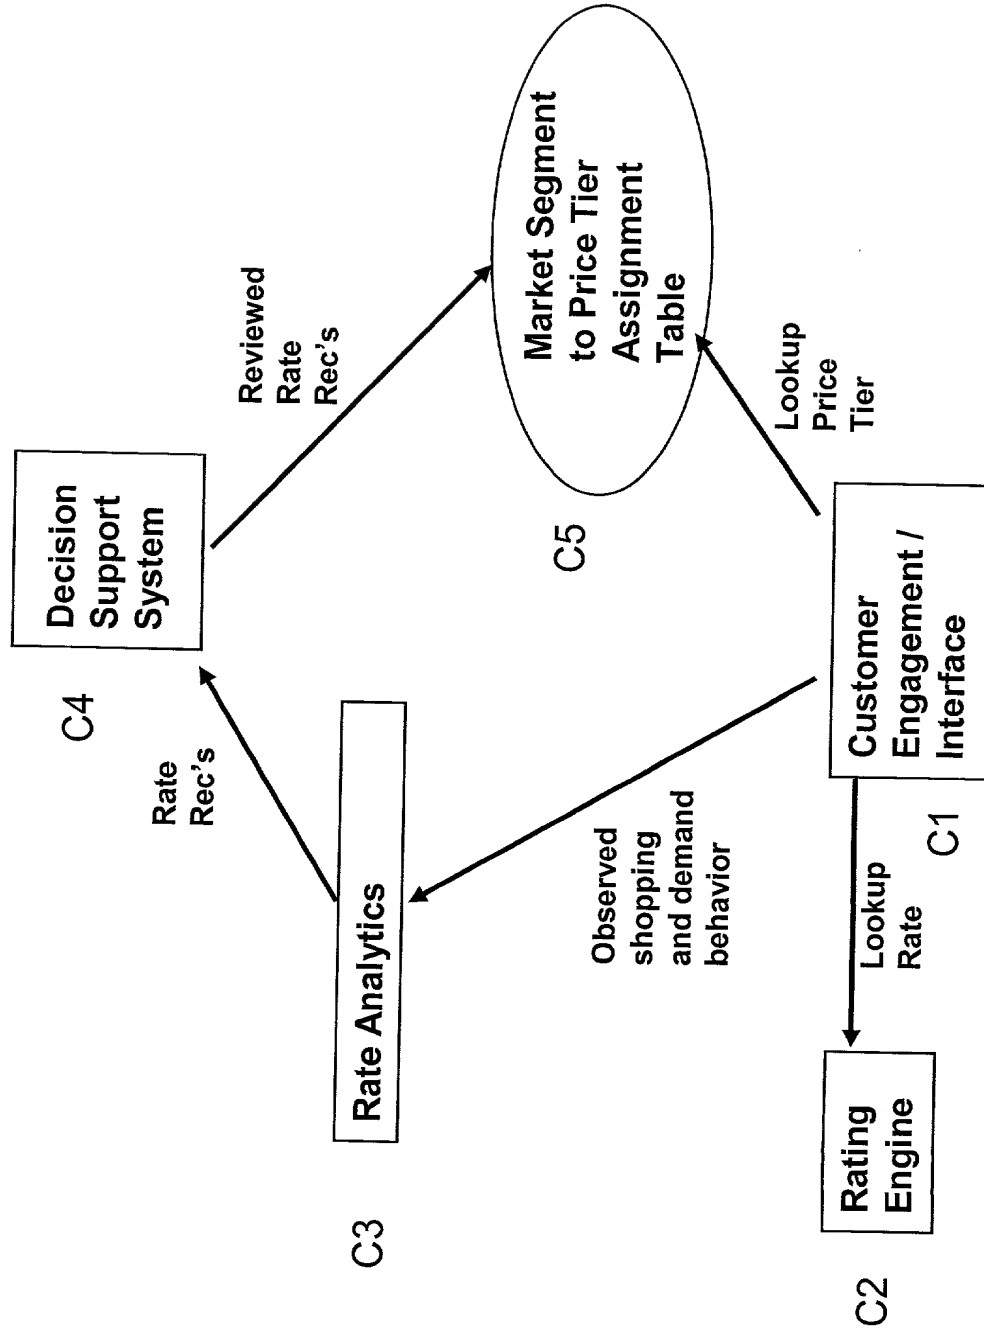 C4
Decision
Support
System
Rate
Rec's
Reviewed
Rate
Rec's
C3
Rate Analytics
Market Segment
to Price Tier
Assignment
Table
C5
Observed
shopping
and demand
behavior
Lookup
Price
Tier
C2
Rating
Engine
Lookup
Rate
Customer
Engagement /
Interface
C1